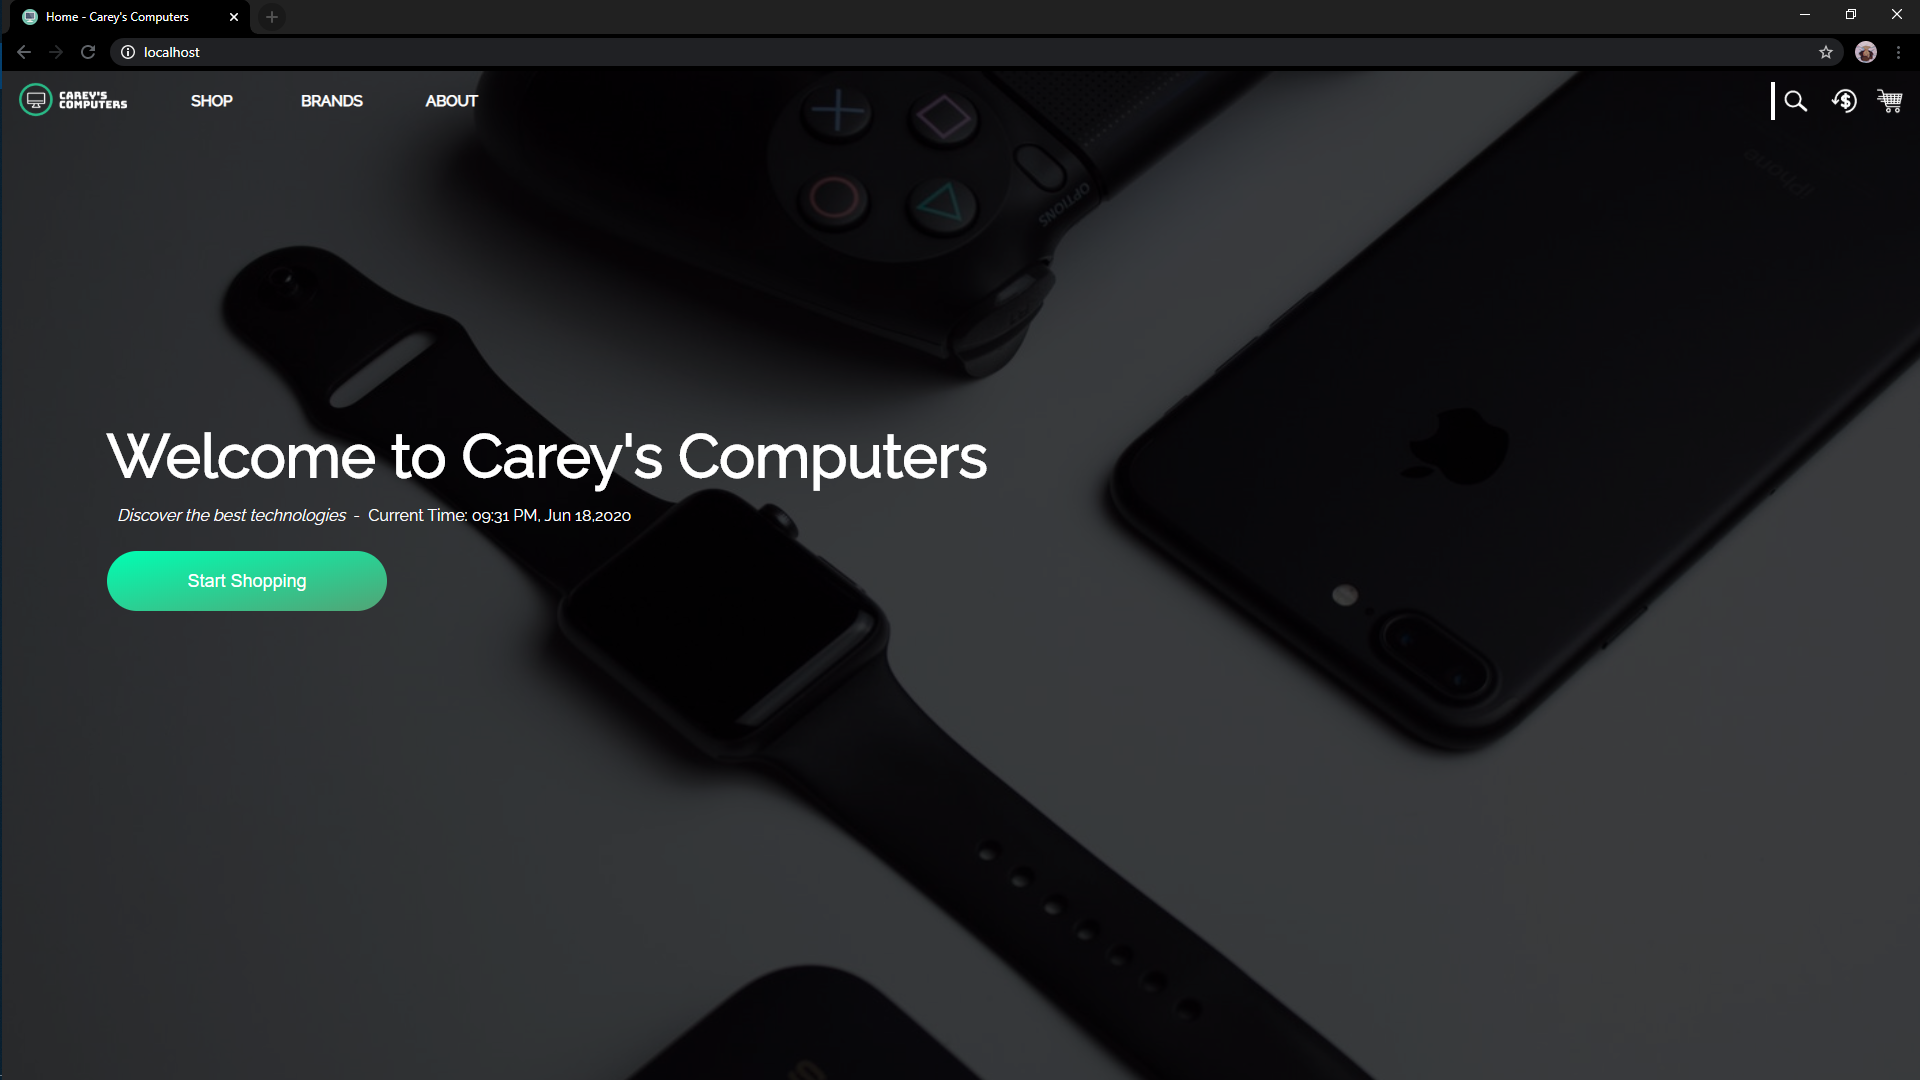 Home - Carey's Computers
localhost
CAREY'S
COMPUTERS
SHOP
BRANDS
ABOUT
OPTIONS
iPhone
Welcome to Carey's Computers
Discover the best technologies - Current Time: 09:31 PM, Jun 18,2020
Start Shopping